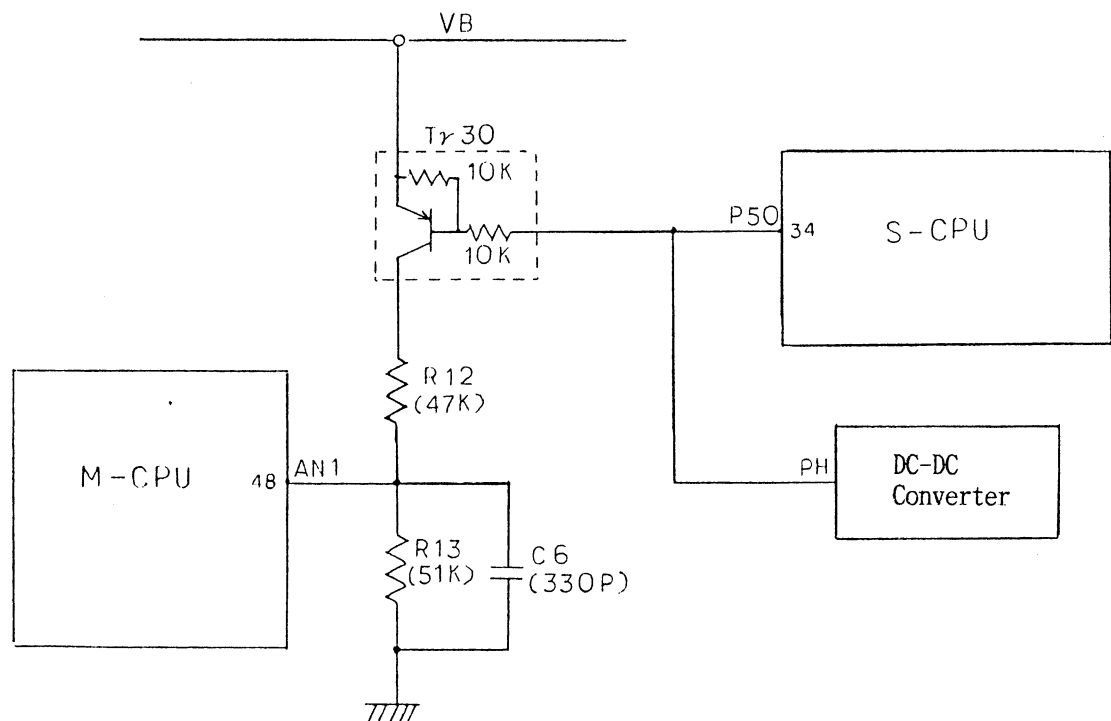 VB
Tr30
10K
10K
P50
34
S-CPU
R12
(47K)
M-CPU
48
AN1
PH
DC-DC
Converter
R13
(51K)
C6
(330P)